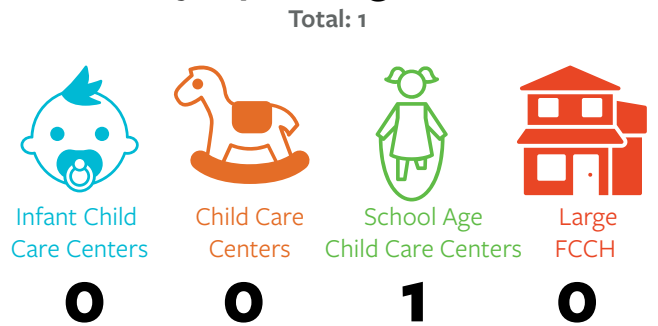 Total: 1
Infant Child
Care Centers
Child Care
Centers
School Age
Child Care Centers
Large
FCCH
0
0
1
0